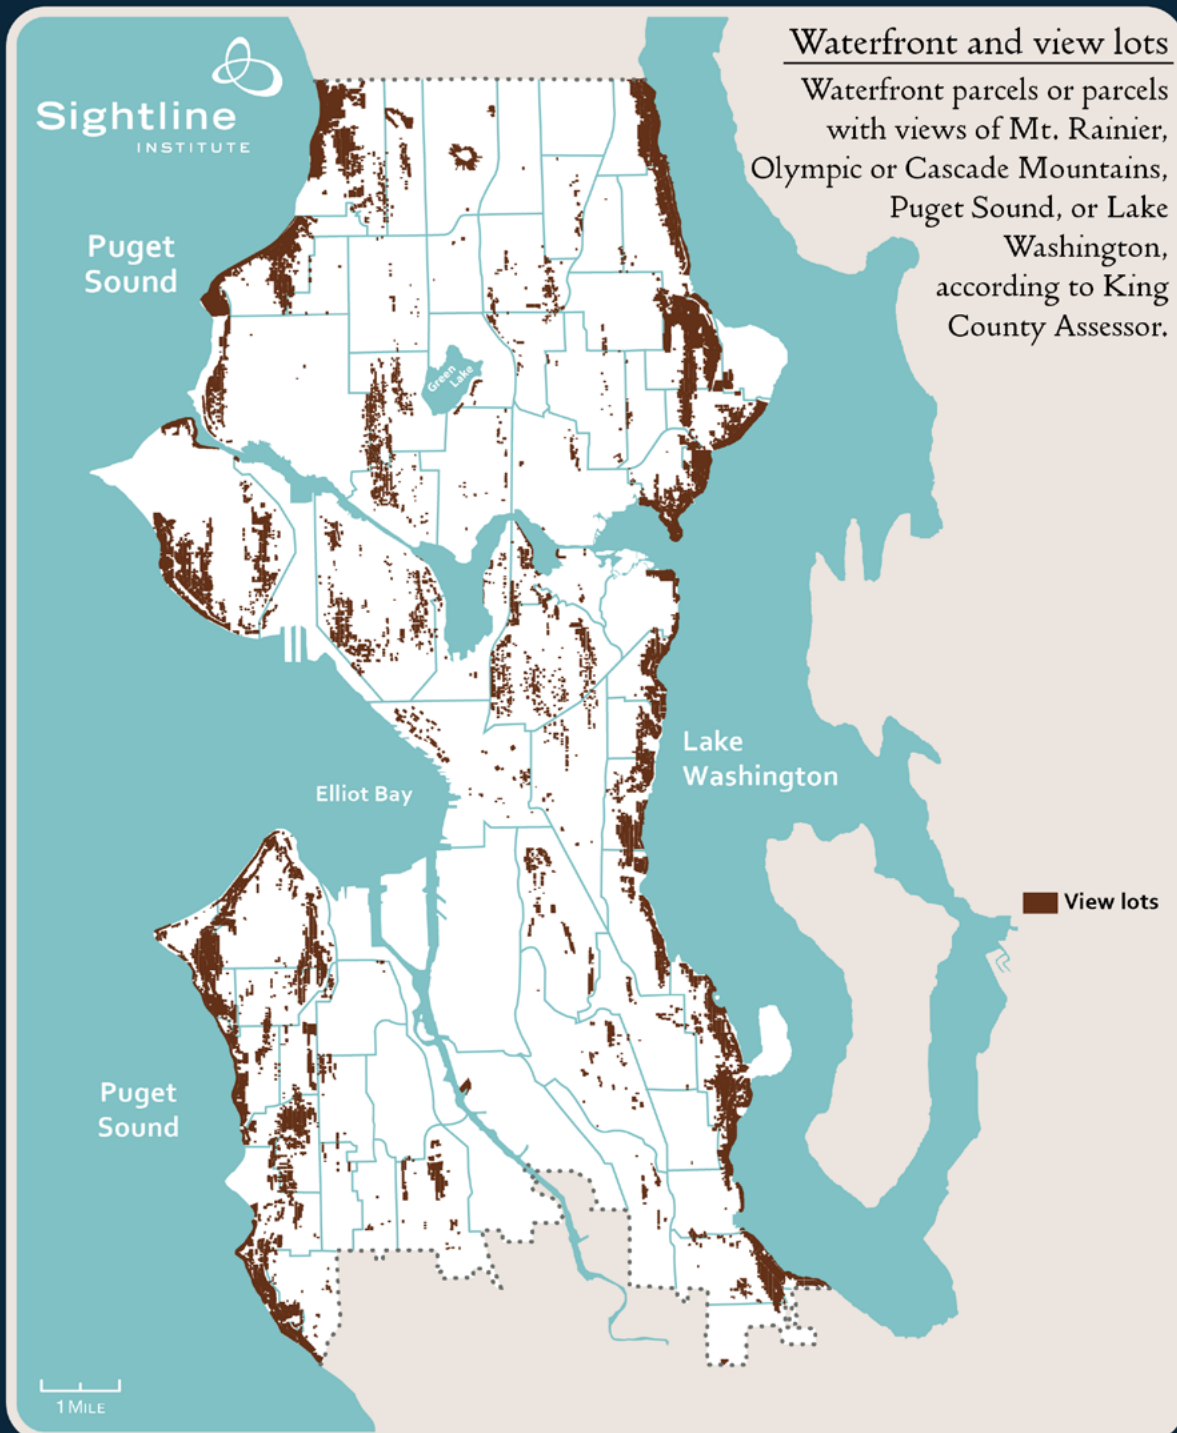 Sightline
INSTITUTE
Waterfront and view lots
Waterfront parcels or parcels
with views of Mt. Rainier,
Olympic or Cascade Mountains,
Puget Sound, or Lake
Washington,
according to King
County Assessor.
Puget
Sound
Green
Lake
Lake
Washington
Elliot Bay
View lots
Puget
Sound
1 MILE